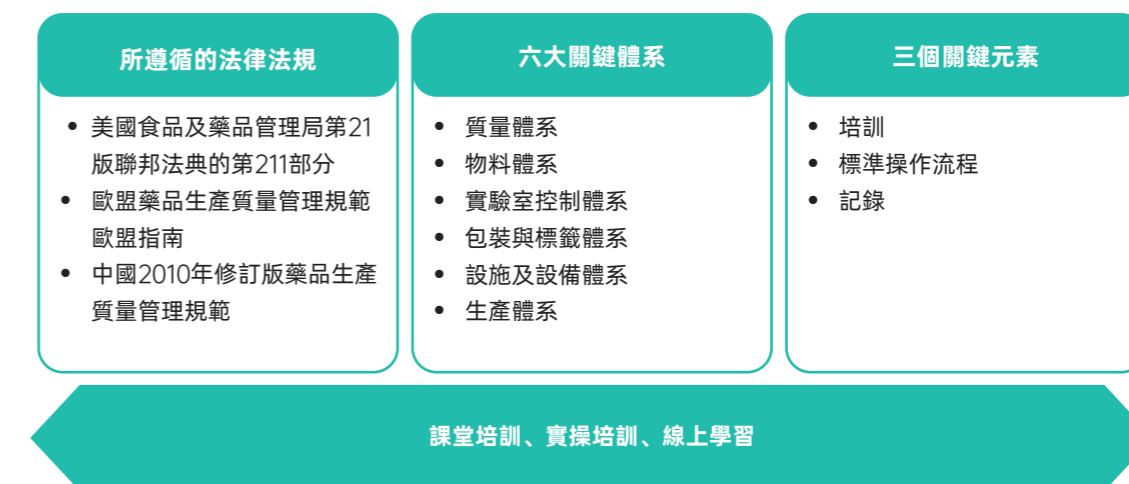 所遵循的法律法規
• 美國食品及藥品管理局第21
版聯邦法典的第211部分
• 歐盟藥品生產質量管理規範
歐盟指南
• 中國2010年修訂版藥品生產
質量管理規範
六大關鍵體系
• 質量體系
• 物料體系
• 實驗室控制體系
• 包裝與標籤體系
• 設施及設備體系
• 生產體系
三個關鍵元素
• 培訓
• 標準操作流程
• 記錄
課堂培訓、實操培訓、線上學習